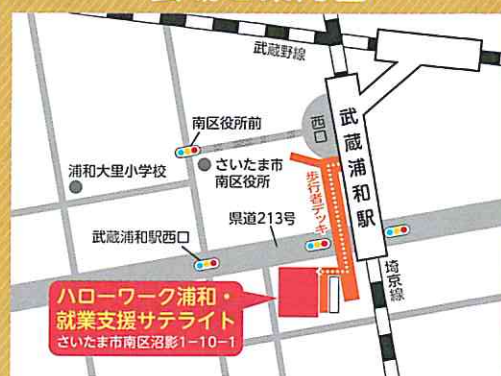 武蔵野線
南区役所前
西口
武蔵浦和駅
浦和大里小学校
さいたま市
南区役所
歩行者デッキ
県道213号
武蔵浦和駅西口
埼京線
ハローワーク浦和・
就業支援サテライト
さいたま市南区沼影1-10-1